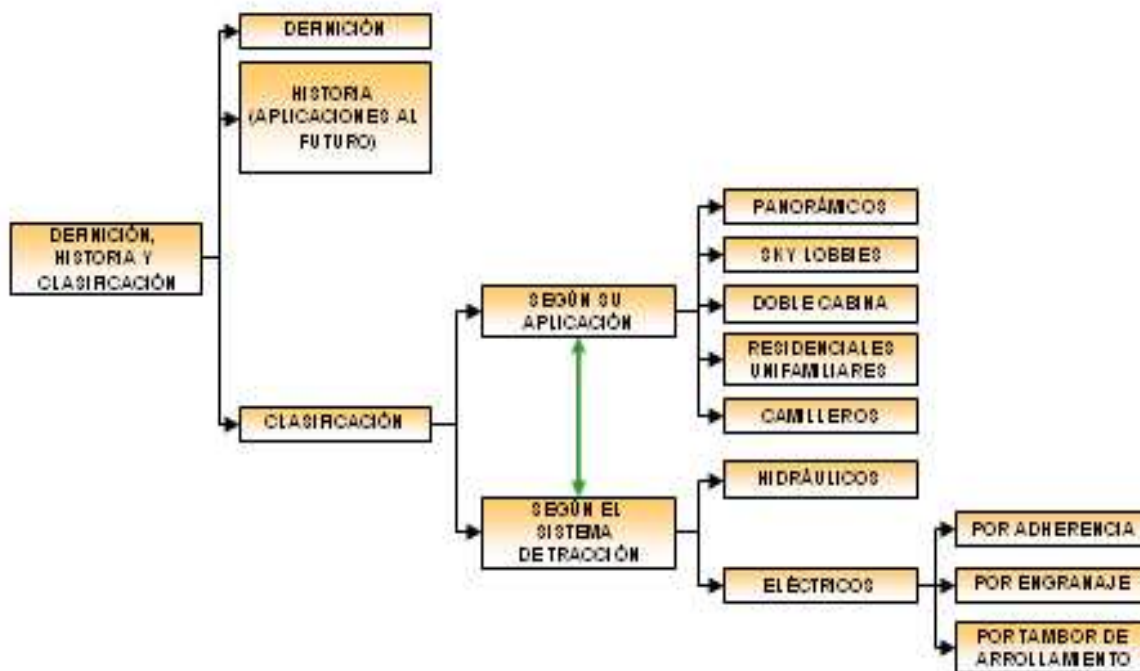 DEFINICIÓN
HISTORIA
(APLICACIONES AL
FUTURO)
DEFINICIÓN,
HISTORIA Y
CLASIFICACIÓN
CLASIFICACIÓN
SEGÚN SU
APLICACIÓN
PANORÁMICOS
SKY LOBBIES
DOBLE CABINA
RESIDENCIALES
UNIFAMILIARES
CAMILLEROS
SEGÚN EL
SISTEMA
DE TRACCIÓN
HIDRÁULICOS
ELÉCTRICOS
POR ADHERENCIA
POR ENGRANAJE
POR TAMBOR DE
ARROLLAMIENTO